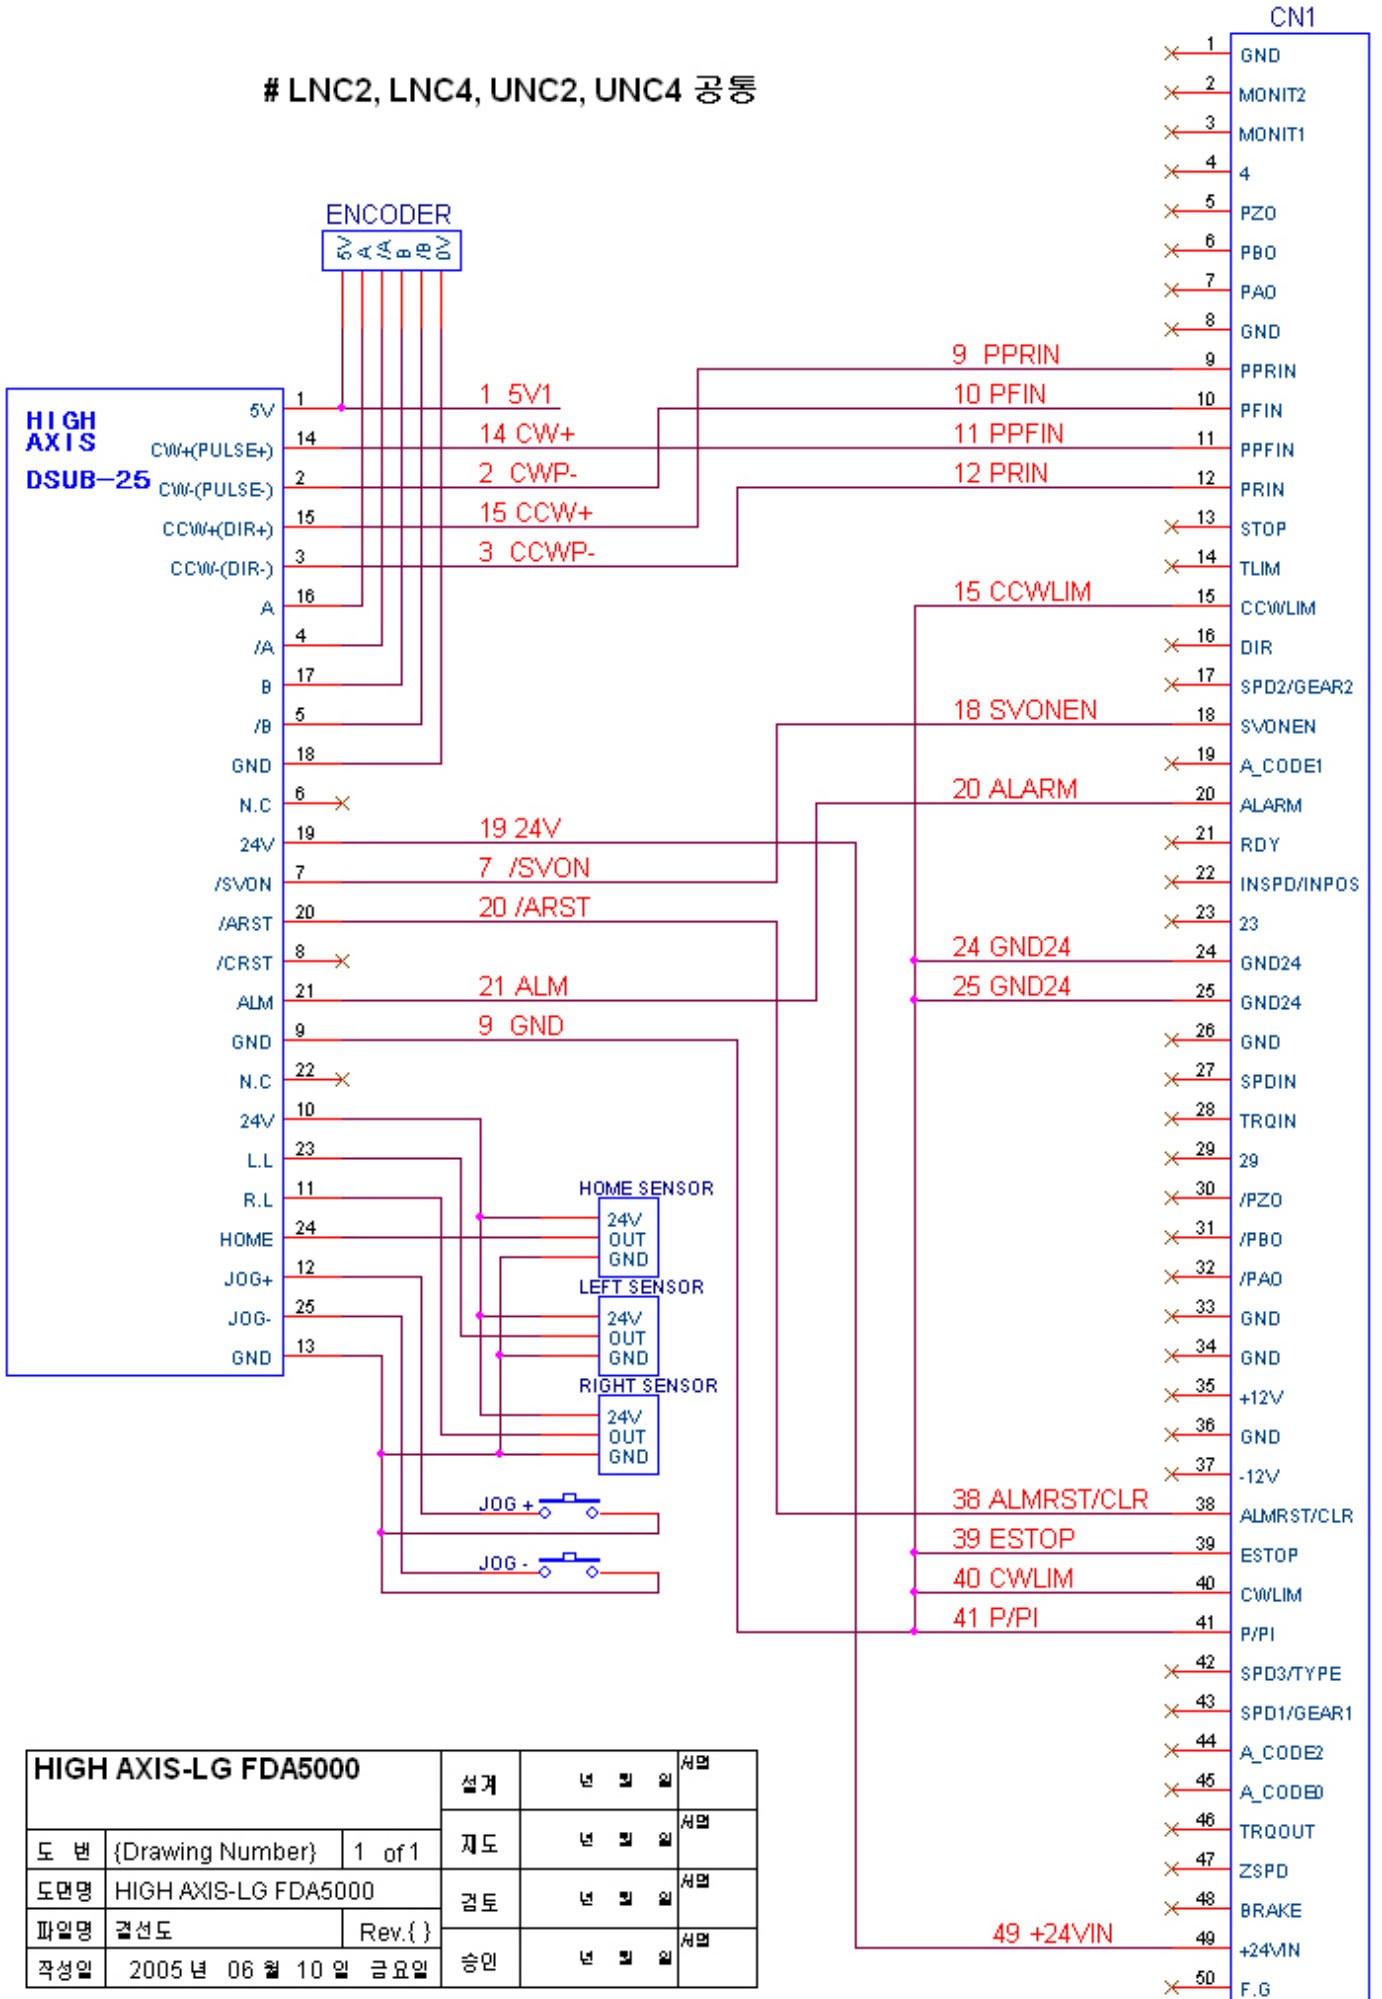 CN1
# LNC2, LNC4, UNC2, UNC4 공통
ENCODER
5V A /A B /B 0V
HIGH
AXIS
DSUB-25
5V 1
CW+(PULSE+) 14
CW-(PULSE-) 2
CCW+(DIR+) 15
CCW-(DIR-) 3
A 16
/A 4
B 17
/B 5
GND 18
N.C 6
24V 19
/SVON 7
/ARST 20
/CRST 8
ALM 21
GND 9
N.C 22
24V 10
L.L 23
R.L 11
HOME 24
JOG+ 12
JOG- 25
GND 13
1 5V1
14 CW+
2 CWP-
15 CCW+
3 CCWP-
19 24V
7 /SVON
20 /ARST
21 ALM
9 GND
HOME SENSOR
24V
OUT
GND
LEFT SENSOR
24V
OUT
GND
RIGHT SENSOR
24V
OUT
GND
JOG +
JOG -
9 PPRIN
10 PFIN
11 PPFIN
12 PRIN
15 CCWLIM
18 SVONEN
20 ALARM
24 GND24
25 GND24
38 ALMRST/CLR
39 ESTOP
40 CWLIM
41 P/PI
49 +24VIN
1 GND
2 MONIT2
3 MONIT1
4 4
5 PZO
6 PBO
7 PAO
8 GND
9 PPRIN
10 PFIN
11 PPFIN
12 PRIN
13 STOP
14 TLIM
15 CCWLIM
16 DIR
17 SPD2/GEAR2
18 SVONEN
19 A_CODE1
20 ALARM
21 RDY
22 INSPD/INPOS
23 23
24 GND24
25 GND24
26 GND
27 SPDIN
28 TRQIN
29 29
30 /PZO
31 /PBO
32 /PAO
33 GND
34 GND
35 +12V
36 GND
37 -12V
38 ALMRST/CLR
39 ESTOP
40 CWLIM
41 P/PI
42 SPD3/TYPE
43 SPD1/GEAR1
44 A_CODE2
45 A_CODE0
46 TRQOUT
47 ZSPD
48 BRAKE
49 +24VIN
50 F.G
HIGH AXIS-LG FDA5000
도 번 {Drawing Number} 1 of 1
도면명 HIGH AXIS-LG FDA5000
파일명 결선도 Rev.{ }
작성일 2005 년 06 월 10 일 금요일
설계 년 월 일 서명
제도 년 월 일 서명
검토 년 월 일 서명
승인 년 월 일 서명